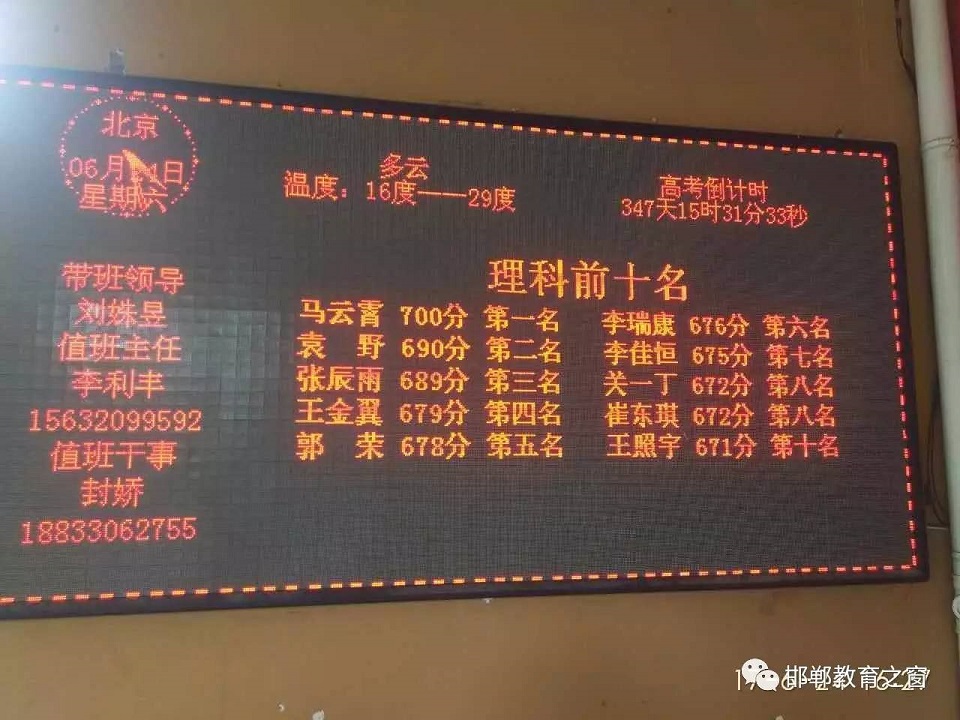 北京
06月24日
星期六
多云
温度：16度——29度
高考倒计时
347天15时31分33秒
带班领导
刘姝昱
值班主任
李利丰
15632099592
值班干事
封娇
18833062755
理科前十名
马云霄 700分 第一名
袁 野 690分 第二名
张辰雨 689分 第三名
王金翼 679分 第四名
郭 荣 678分 第五名
李瑞康 676分 第六名
李佳恒 675分 第七名
关一丁 672分 第八名
崔东琪 672分 第八名
王照宇 671分 第十名
邯郸教育之窗